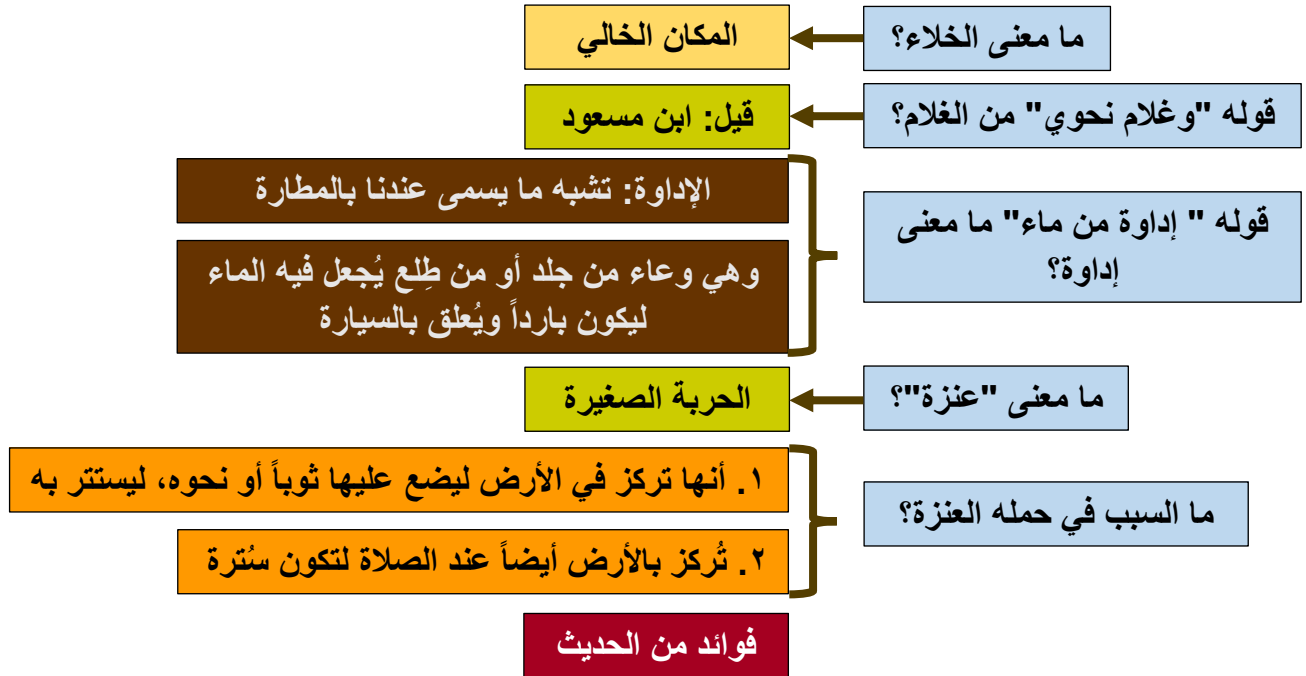 ما معنى الخلاء؟
المكان الخالي
قوله "وغلام نحوي" من الغلام؟
قيل: ابن مسعود
قوله " إداوة من ماء" ما معنى
إداوة؟
الإداوة: تشبه ما يسمى عندنا بالمطارة
وهي وعاء من جلد أو من طِلع يُجعل فيه الماء
ليكون بارداً ويُعلق بالسيارة
ما معنى "عنزة"؟
الحربة الصغيرة
ما السبب في حمله العنزة؟
١. أنها تركز في الأرض ليضع عليها ثوباً أو نحوه، ليستتر به
٢. تُركز بالأرض أيضاً عند الصلاة لتكون سُترة
فوائد من الحديث